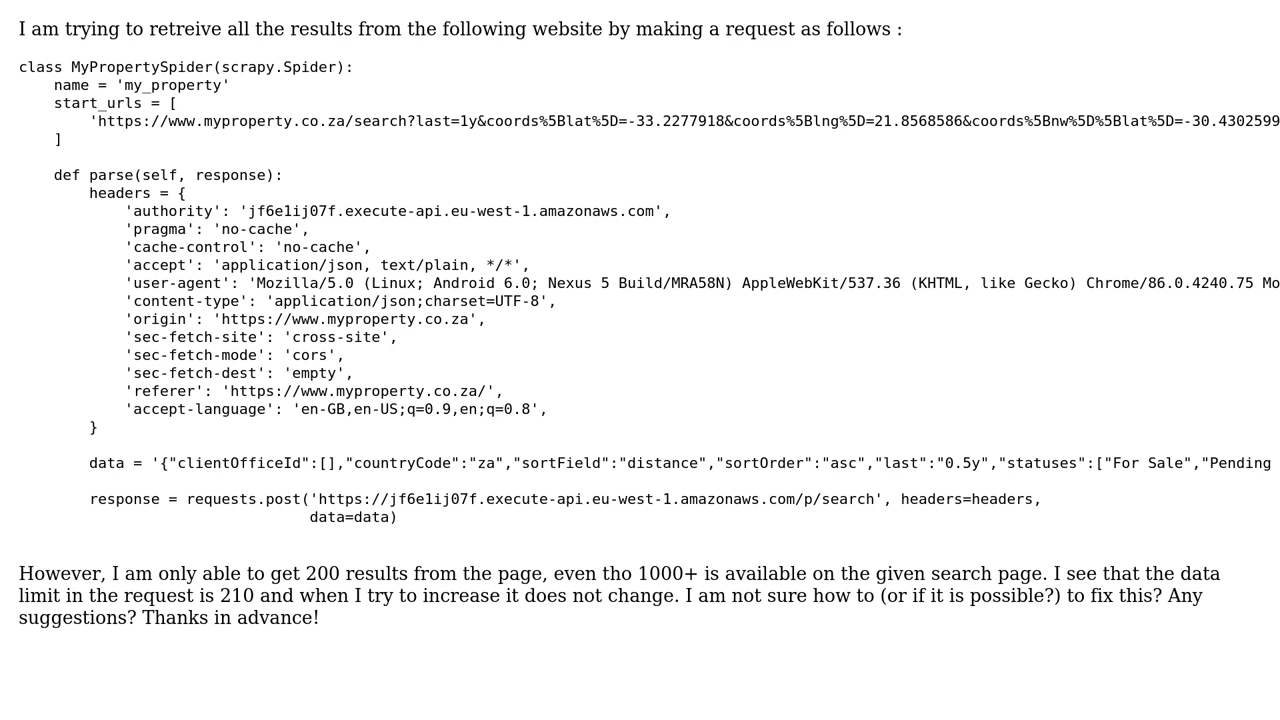 I am trying to retreive all the results from the following website by making a request as follows :
class MyPropertySpider(scrapy.Spider):
    name = 'my_property'
    start_urls = [
        'https://www.myproperty.co.za/search?last=1y&coords%5Blat%5D=-33.2277918&coords%5Blng%5D=21.8568586&coords%5Bnw%5D%5Blat%5D=-30.4302599
    ]
    def parse(self, response):
        headers = {
            'authority': 'jf6e1ij07f.execute-api.eu-west-1.amazonaws.com',
            'pragma': 'no-cache',
            'cache-control': 'no-cache',
            'accept': 'application/json, text/plain, */*',
            'user-agent': 'Mozilla/5.0 (Linux; Android 6.0; Nexus 5 Build/MRA58N) AppleWebKit/537.36 (KHTML, like Gecko) Chrome/86.0.4240.75 Mo
            'content-type': 'application/json;charset=UTF-8',
            'origin': 'https://www.myproperty.co.za',
            'sec-fetch-site': 'cross-site',
            'sec-fetch-mode': 'cors',
            'sec-fetch-dest': 'empty',
            'referer': 'https://www.myproperty.co.za/',
            'accept-language': 'en-GB,en-US;q=0.9,en;q=0.8',
        }
        data = '{"clientOfficeId":[],"countryCode":"za","sortField":"distance","sortOrder":"asc","last":"0.5y","statuses":["For Sale","Pending
        response = requests.post('https://jf6e1ij07f.execute-api.eu-west-1.amazonaws.com/p/search', headers=headers,
                                 data=data)
However, I am only able to get 200 results from the page, even tho 1000+ is available on the given search page. I see that the data
limit in the request is 210 and when I try to increase it does not change. I am not sure how to (or if it is possible?) to fix this? Any
suggestions? Thanks in advance!